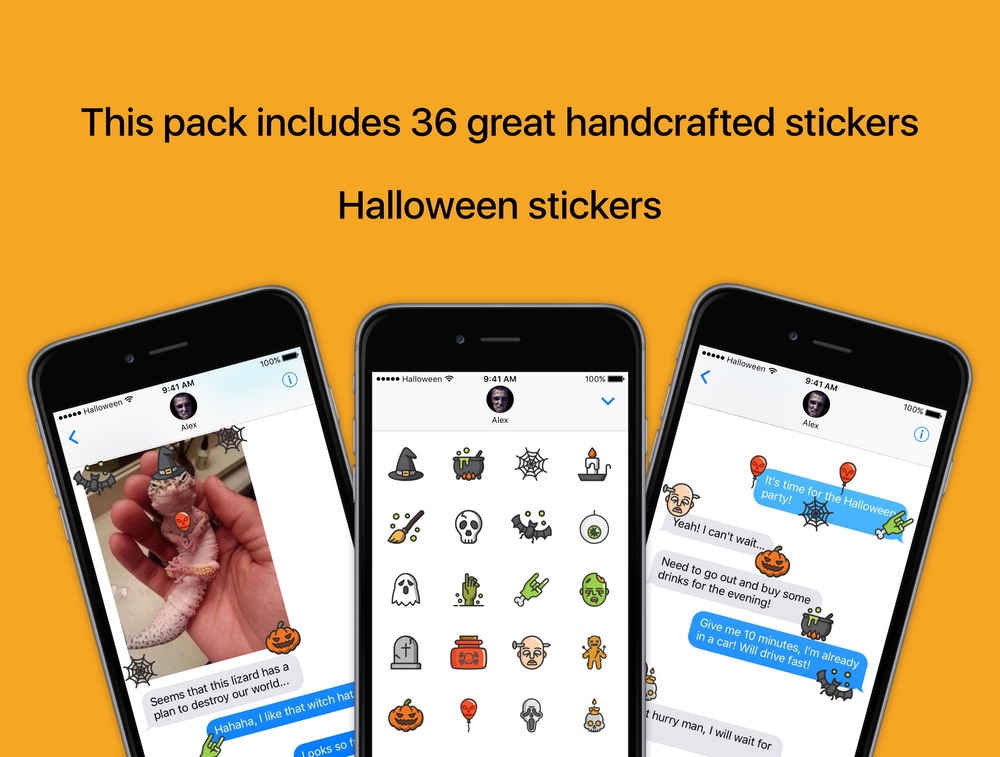 This pack includes 36 great handcrafted stickers
Halloween stickers
Halloween
9:41 AM
100%
Alex
Seems that this lizard has a
plan to destroy our world...
Hahaha, I like that witch hat
Looks so
Halloween
9:41 AM
100%
Alex
Halloween
9:41 AM
100%
Alex
It's time for the Halloween
party!
Yeah! I can't wait...
Need to go out and buy some
drinks for the evening!
Give me 10 minutes, I'm already
in a car! Will drive fast!
hurry man, I will wait for